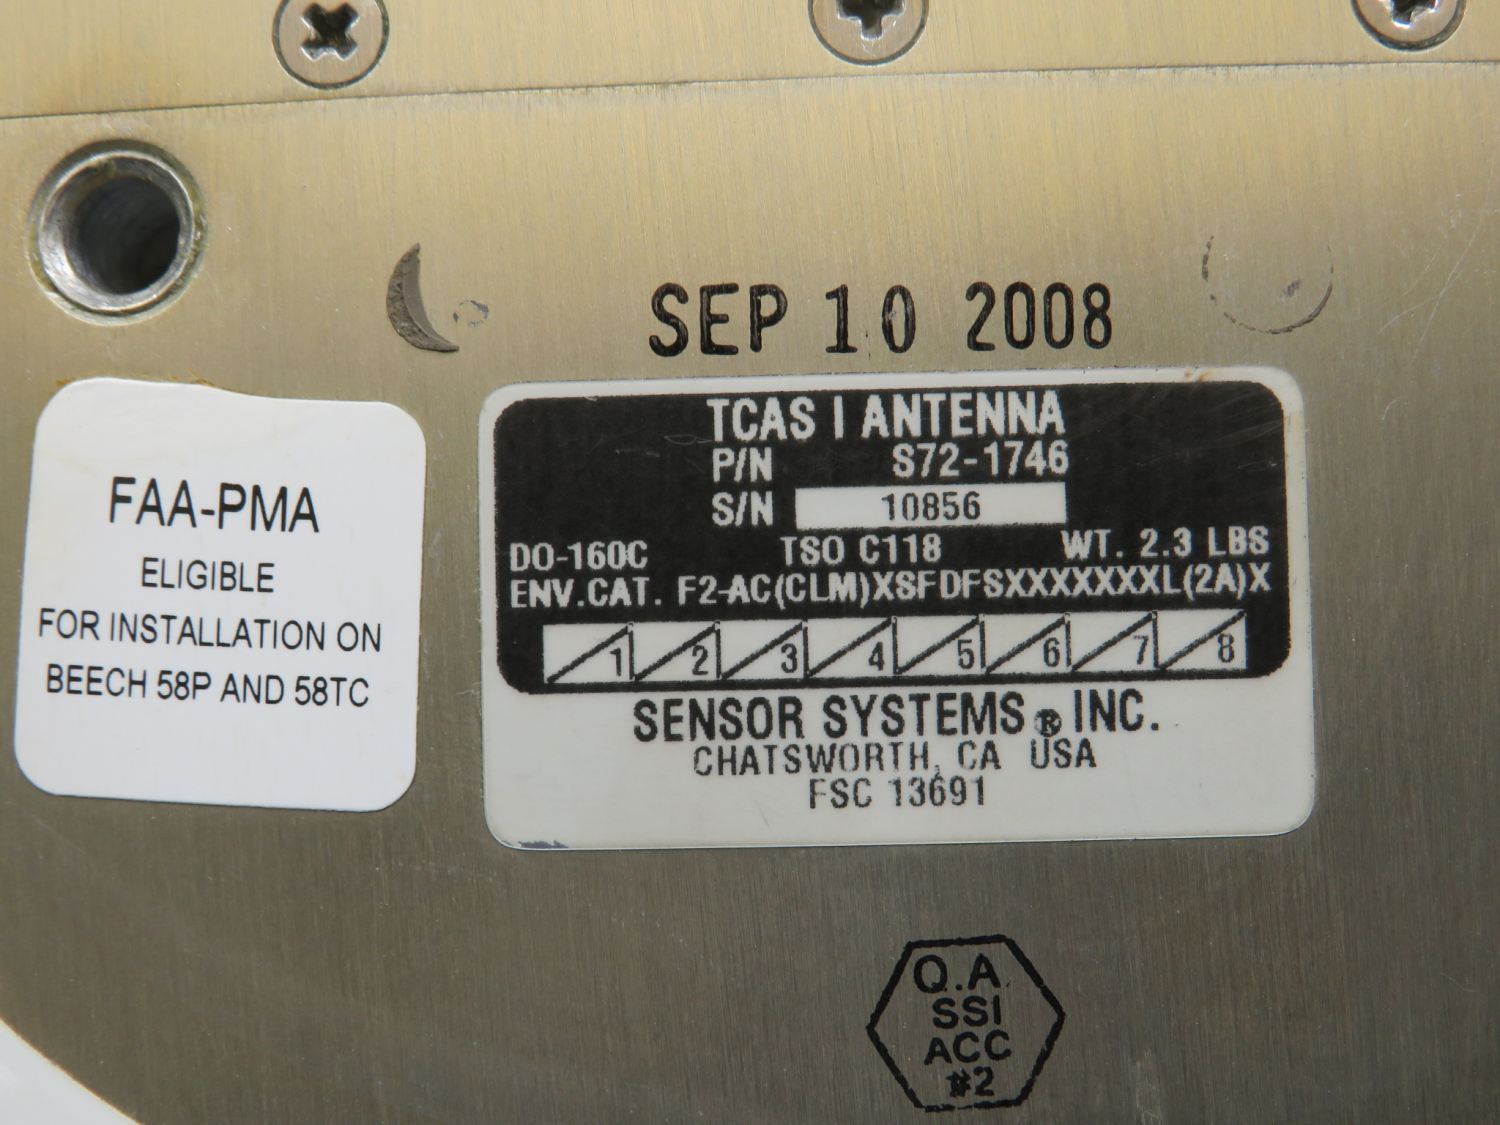 SEP 10 2008
FAA-PMA
ELIGIBLE
FOR INSTALLATION ON
BEECH 58P AND 58TC
TCAS I ANTENNA
P/N S72-1746
S/N 10856
DO-160C TSO C118 WT. 2.3 LBS
ENV.CAT. F2-AC(CLM)XSFDFSXXXXXXXL(2A)X
1 2 3 4 5 6 7 8
SENSOR SYSTEMS ® INC.
CHATSWORTH, CA USA
FSC 13691
Q.A.
SSI
ACC
#2